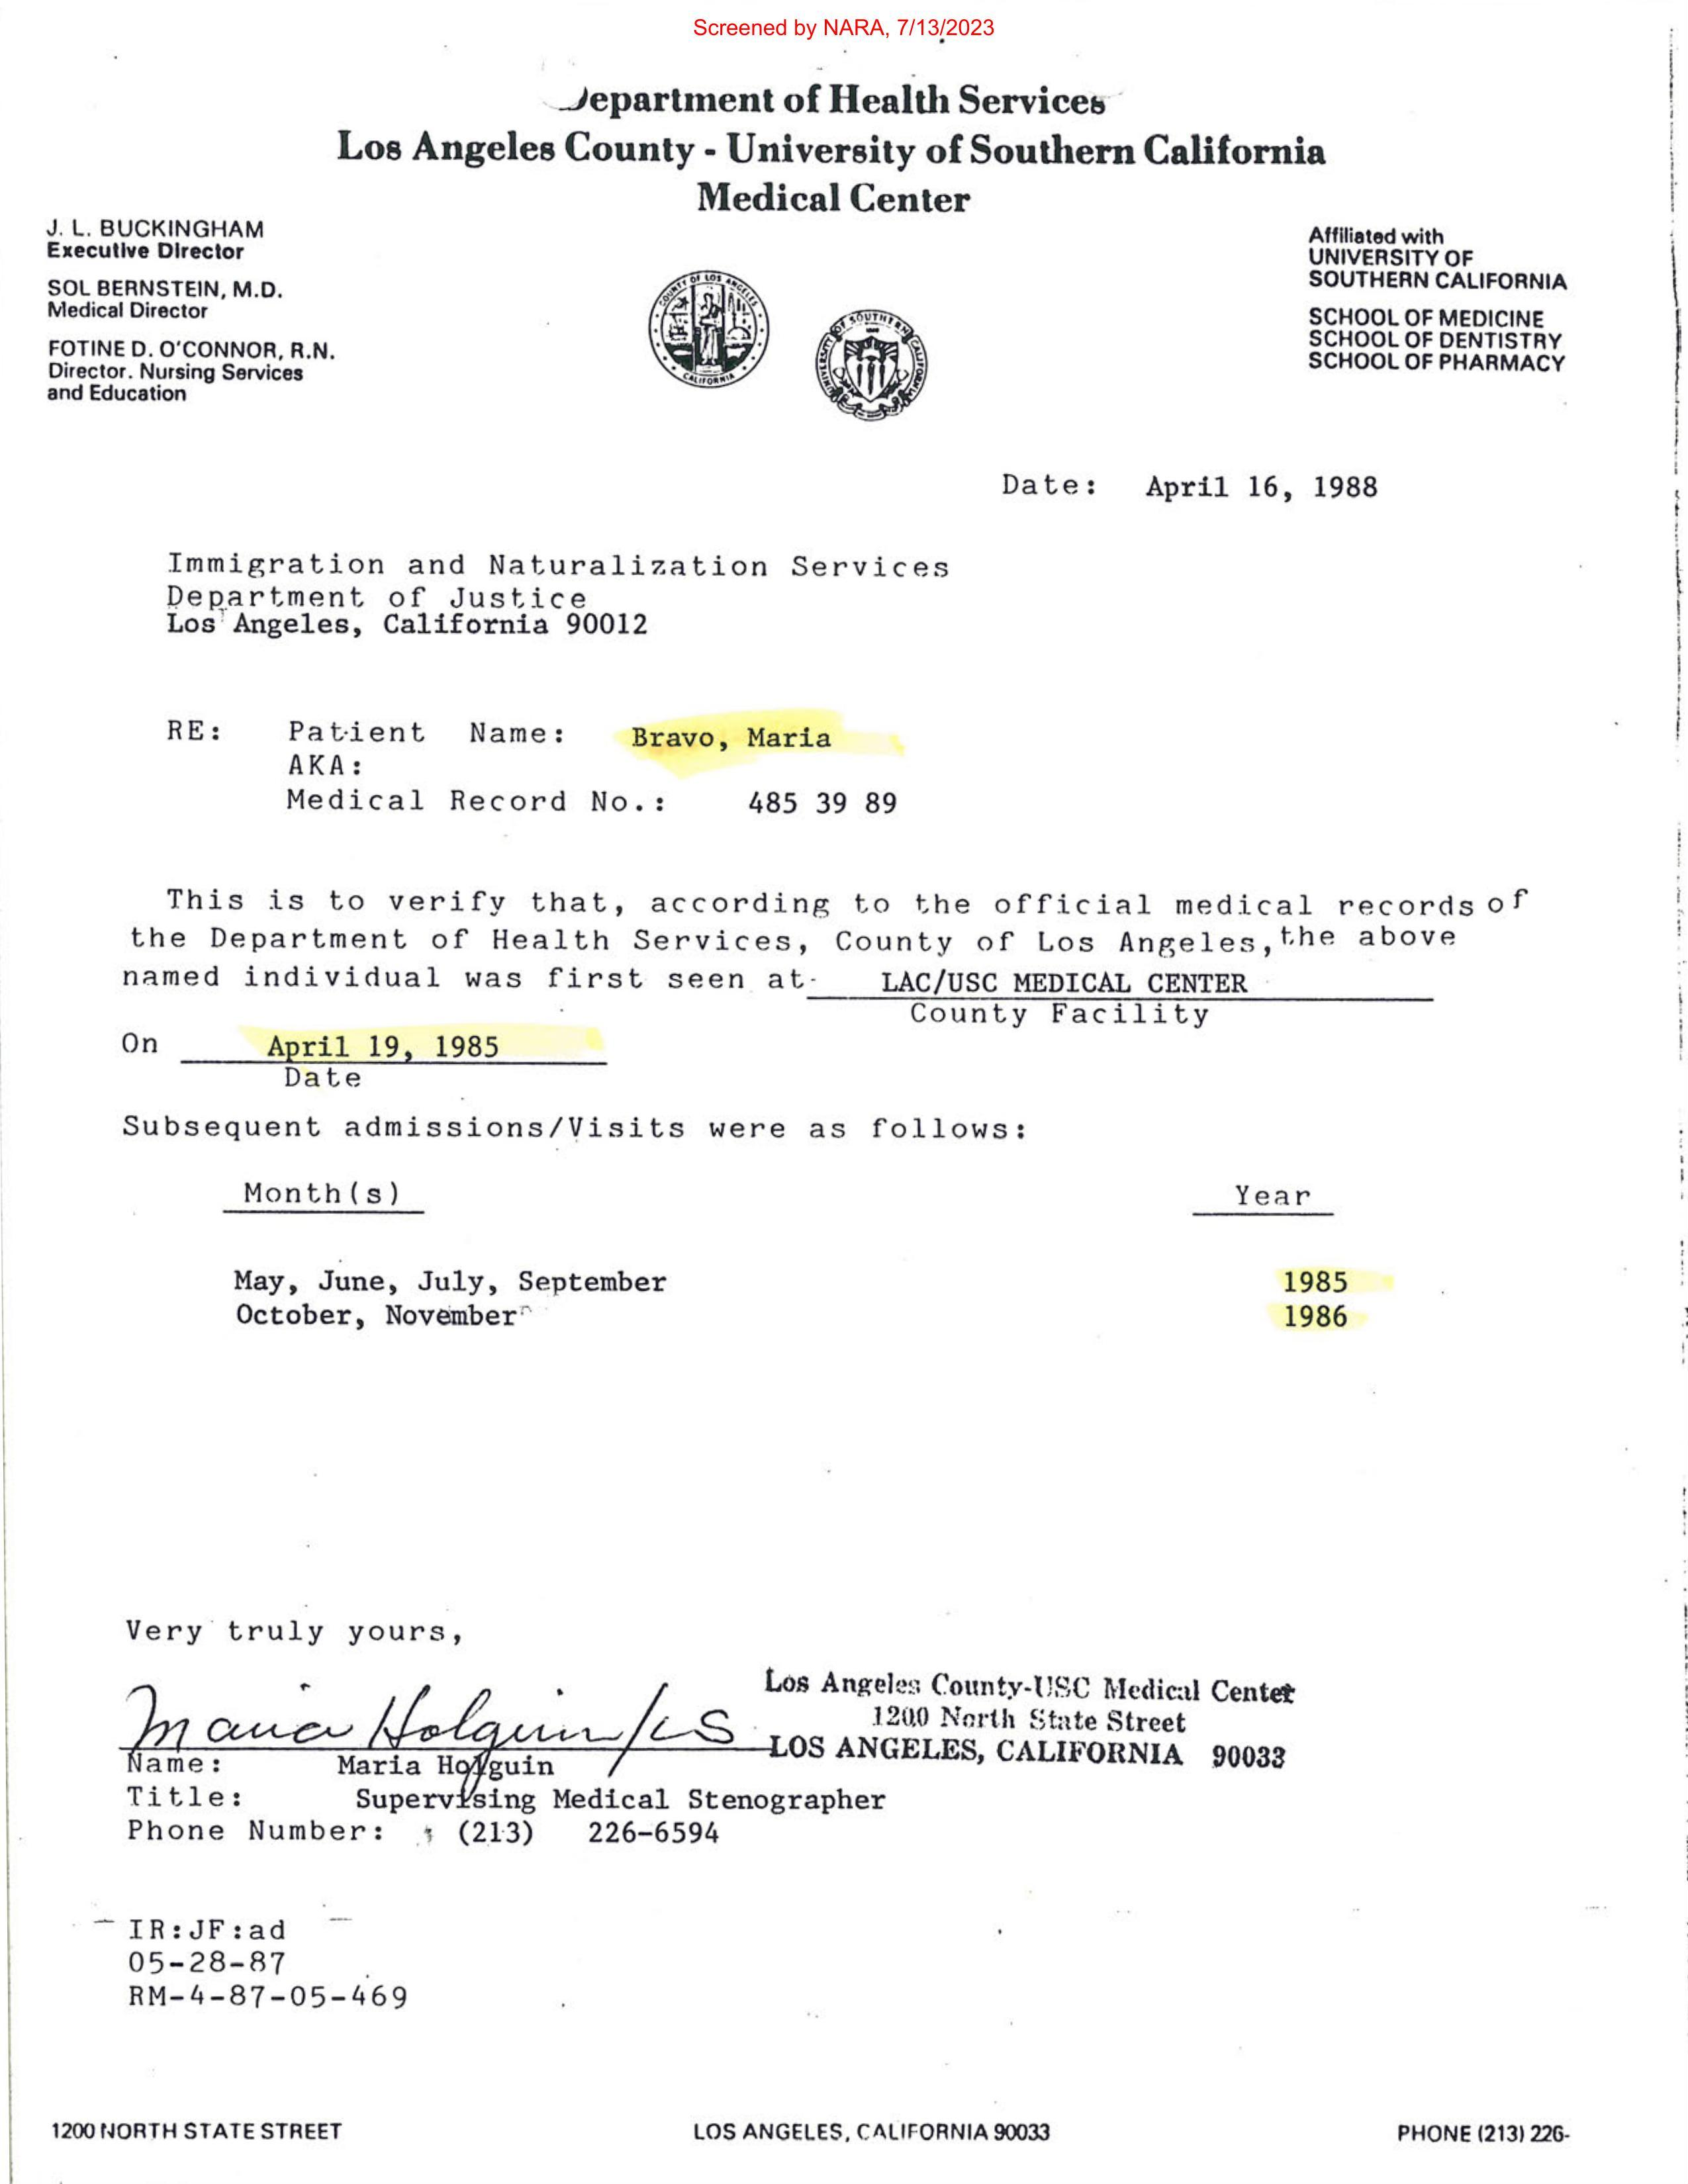 Screened by NARA, 7/13/2023
Department of Health Services
Los Angeles County - University of Southern California
Medical Center
J. L. BUCKINGHAM
Executive Director
SOL BERNSTEIN, M.D.
Medical Director
FOTINE D. O'CONNOR, R.N.
Director. Nursing Services
and Education
Affiliated with
UNIVERSITY OF
SOUTHERN CALIFORNIA
SCHOOL OF MEDICINE
SCHOOL OF DENTISTRY
SCHOOL OF PHARMACY
COUNTY OF LOS ANGELES
CALIFORNIA
UNIVERSITY OF SOUTHERN CALIFORNIA
Date: April 16, 1988
Immigration and Naturalization Services
Department of Justice
Los Angeles, California 90012
RE: Patient Name: Bravo, Maria
AKA:
Medical Record No.: 485 39 89
This is to verify that, according to the official medical records of
the Department of Health Services, County of Los Angeles, the above
named individual was first seen at LAC/USC MEDICAL CENTER
County Facility
On April 19, 1985
Date
Subsequent admissions/Visits were as follows:
Month(s) Year
May, June, July, September 1985
October, November 1986
Very truly yours,
Maria Holguin/cs
Los Angeles County-USC Medical Center
1200 North State Street
LOS ANGELES, CALIFORNIA 90033
Name: Maria Holguin
Title: Supervising Medical Stenographer
Phone Number: (213) 226-6594
IR:JF:ad
05-28-87
RM-4-87-05-469
1200 NORTH STATE STREET LOS ANGELES, CALIFORNIA 90033 PHONE (213) 226-